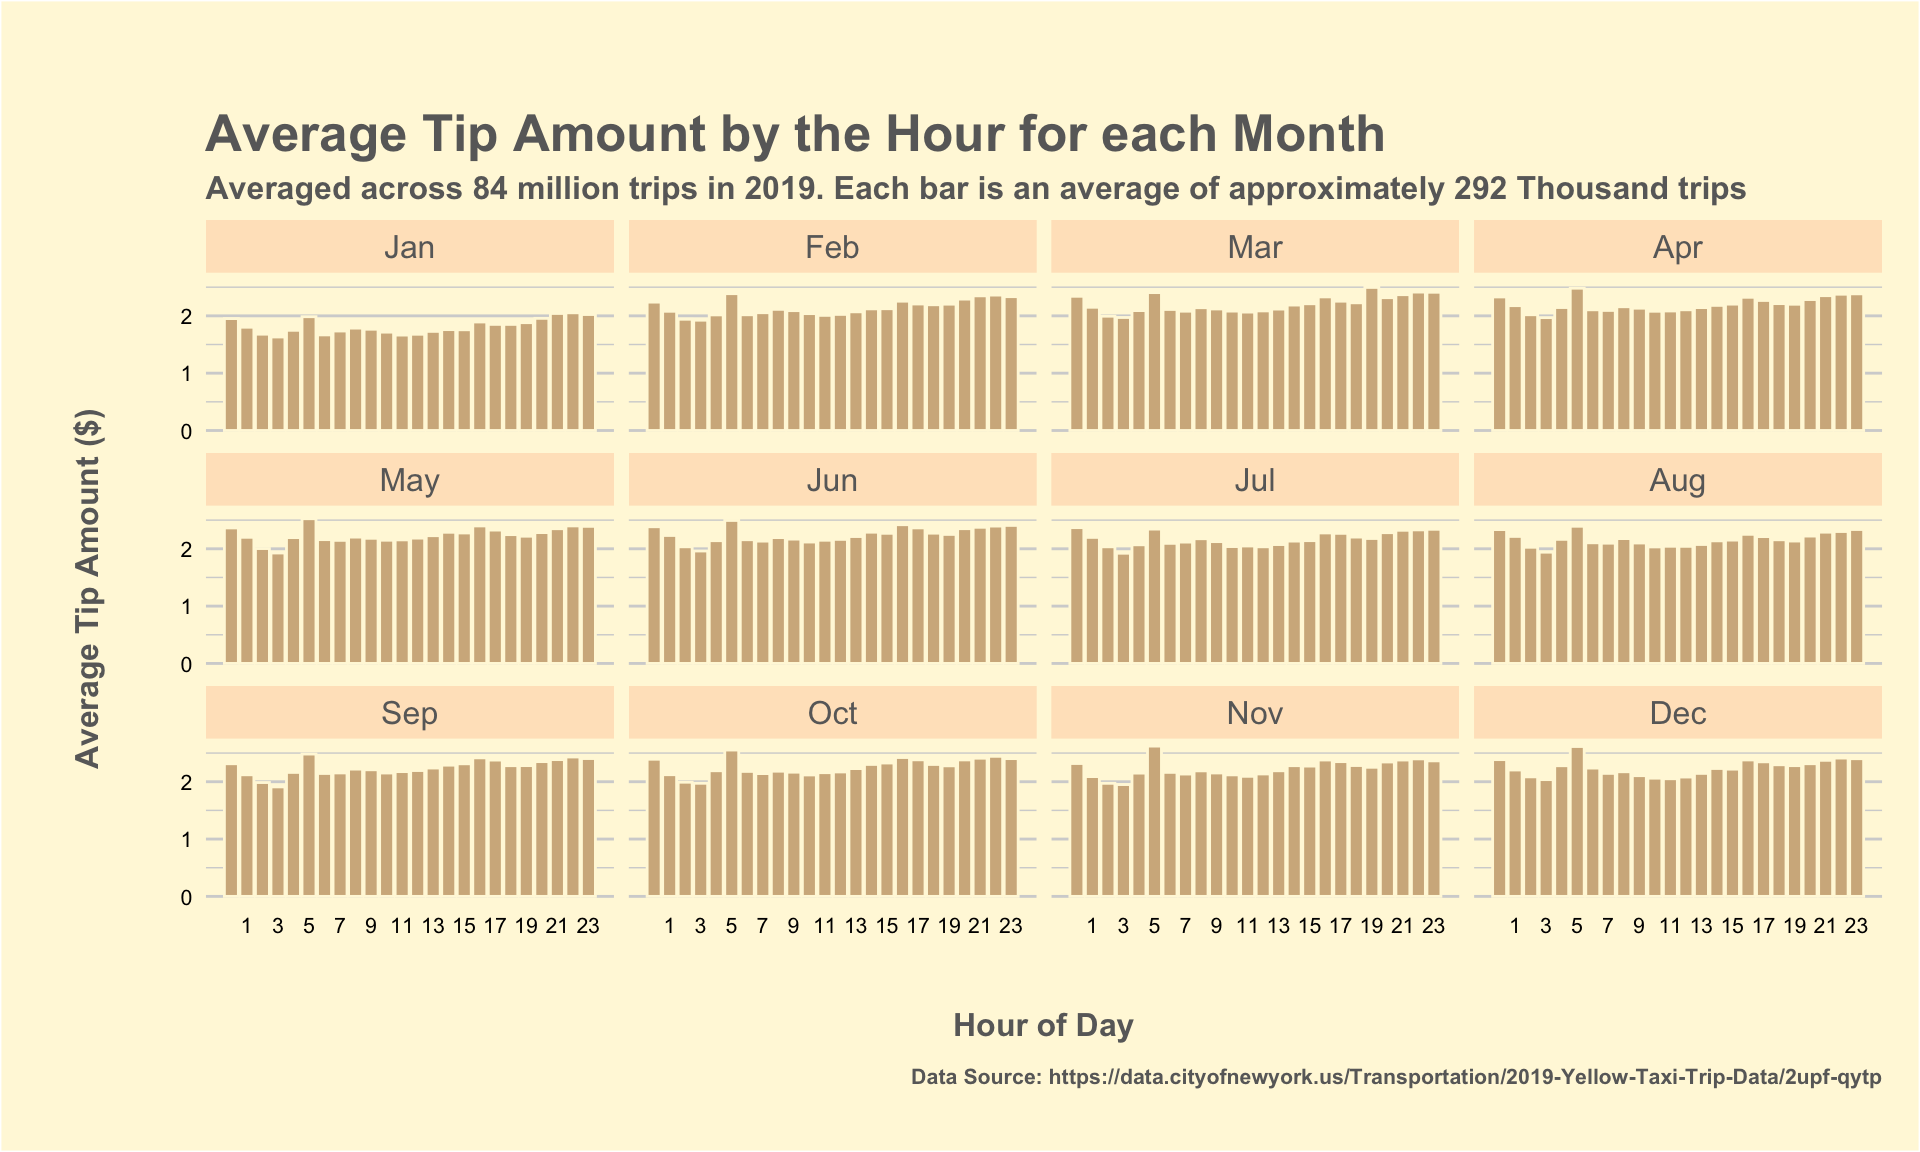 Average Tip Amount by the Hour for each Month
Averaged across 84 million trips in 2019. Each bar is an average of approximately 292 Thousand trips
Jan Feb Mar Apr
2
1
0
May Jun Jul Aug
2
1
0
Sep Oct Nov Dec
2
1
0
1 3 5 7 9 11 13 15 17 19 21 23 1 3 5 7 9 11 13 15 17 19 21 23 1 3 5 7 9 11 13 15 17 19 21 23 1 3 5 7 9 11 13 15 17 19 21 23
Average Tip Amount ($)
Hour of Day
Data Source: https://data.cityofnewyork.us/Transportation/2019-Yellow-Taxi-Trip-Data/2upf-qytp